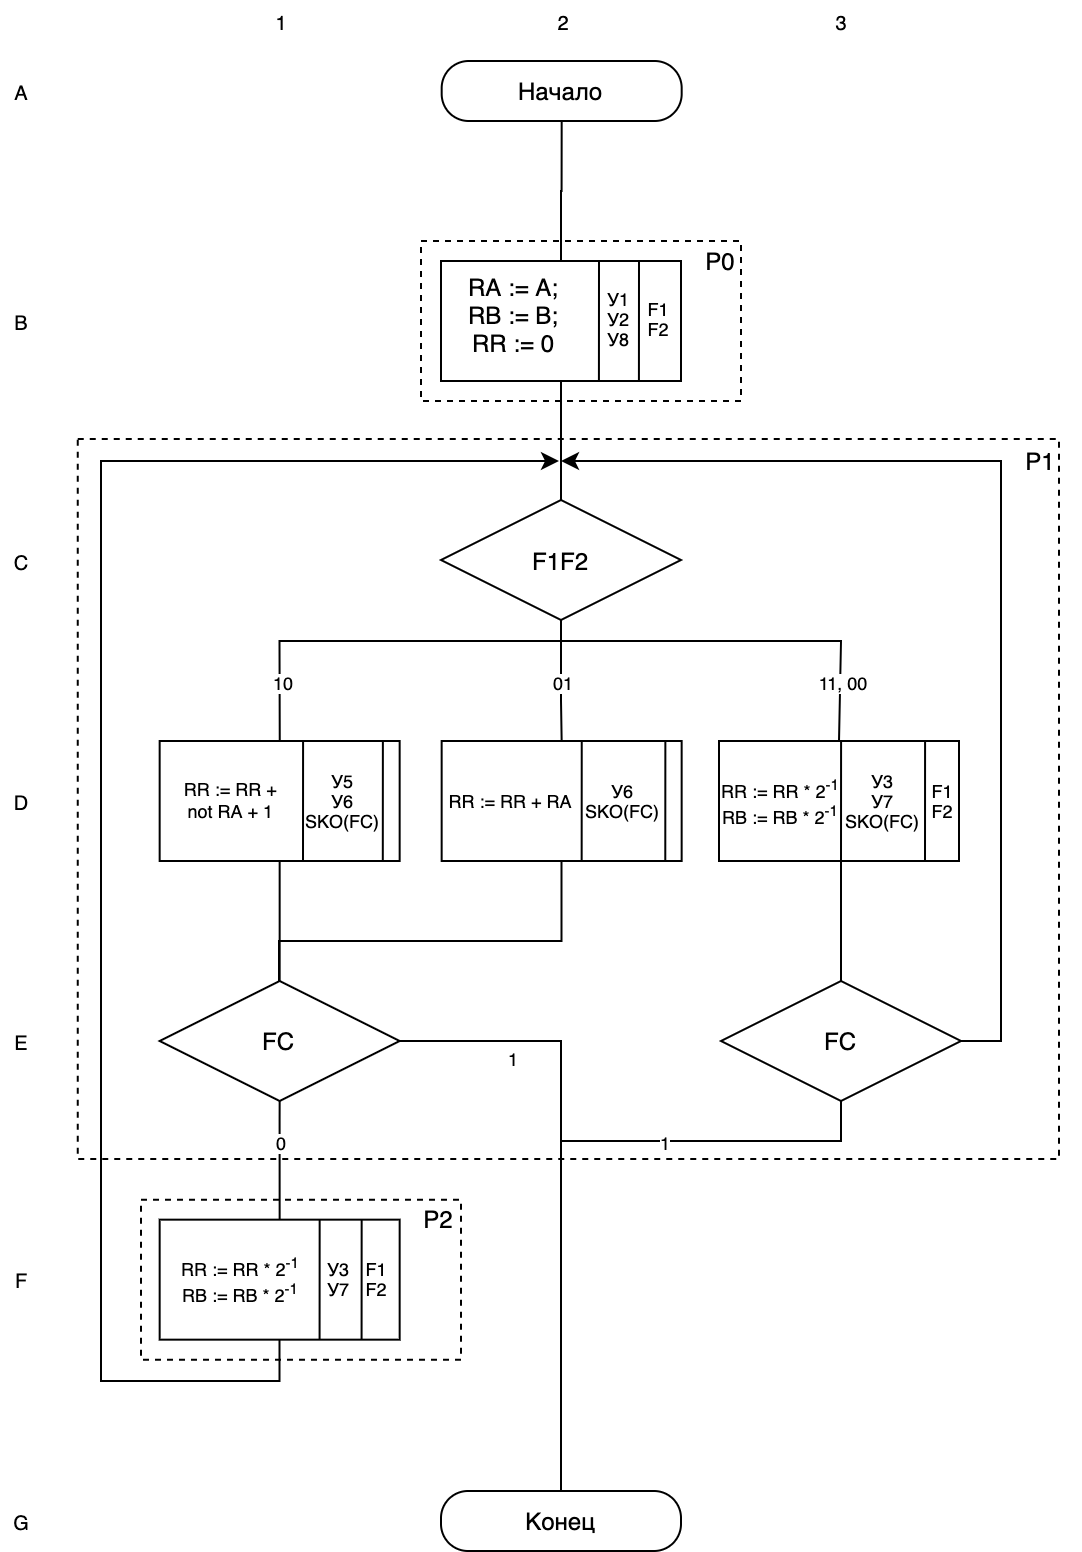 1
2
3
A
Начало
P0
RA := A;
RB := B;
RR := 0
У1
У2
У8
F1
F2
B
P1
C
F1F2
10
01
11, 00
D
RR := RR +
not RA + 1
У5
У6
SKO(FC)
RR := RR + RA
У6
SKO(FC)
RR := RR * 2⁻¹
RB := RB * 2⁻¹
У3
У7
SKO(FC)
F1
F2
E
FC
1
FC
0
1
P2
F
RR := RR * 2⁻¹
RB := RB * 2⁻¹
У3
У7
F1
F2
G
Конец